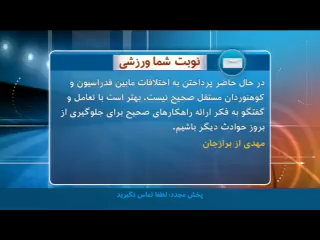 نوبت شما ورزشی
در حال حاضر پرداختن به اختلافات مابین فدراسیون و
کوهنوردان مستقل صحیح نیست، بهتر است با تعامل و
گفتگو به فکر ارائه راهکارهای صحیح برای جلوگیری از
بروز حوادث دیگر باشیم.
مهدی از برازجان
پخش مجدد: لطفا تماس نگیرید